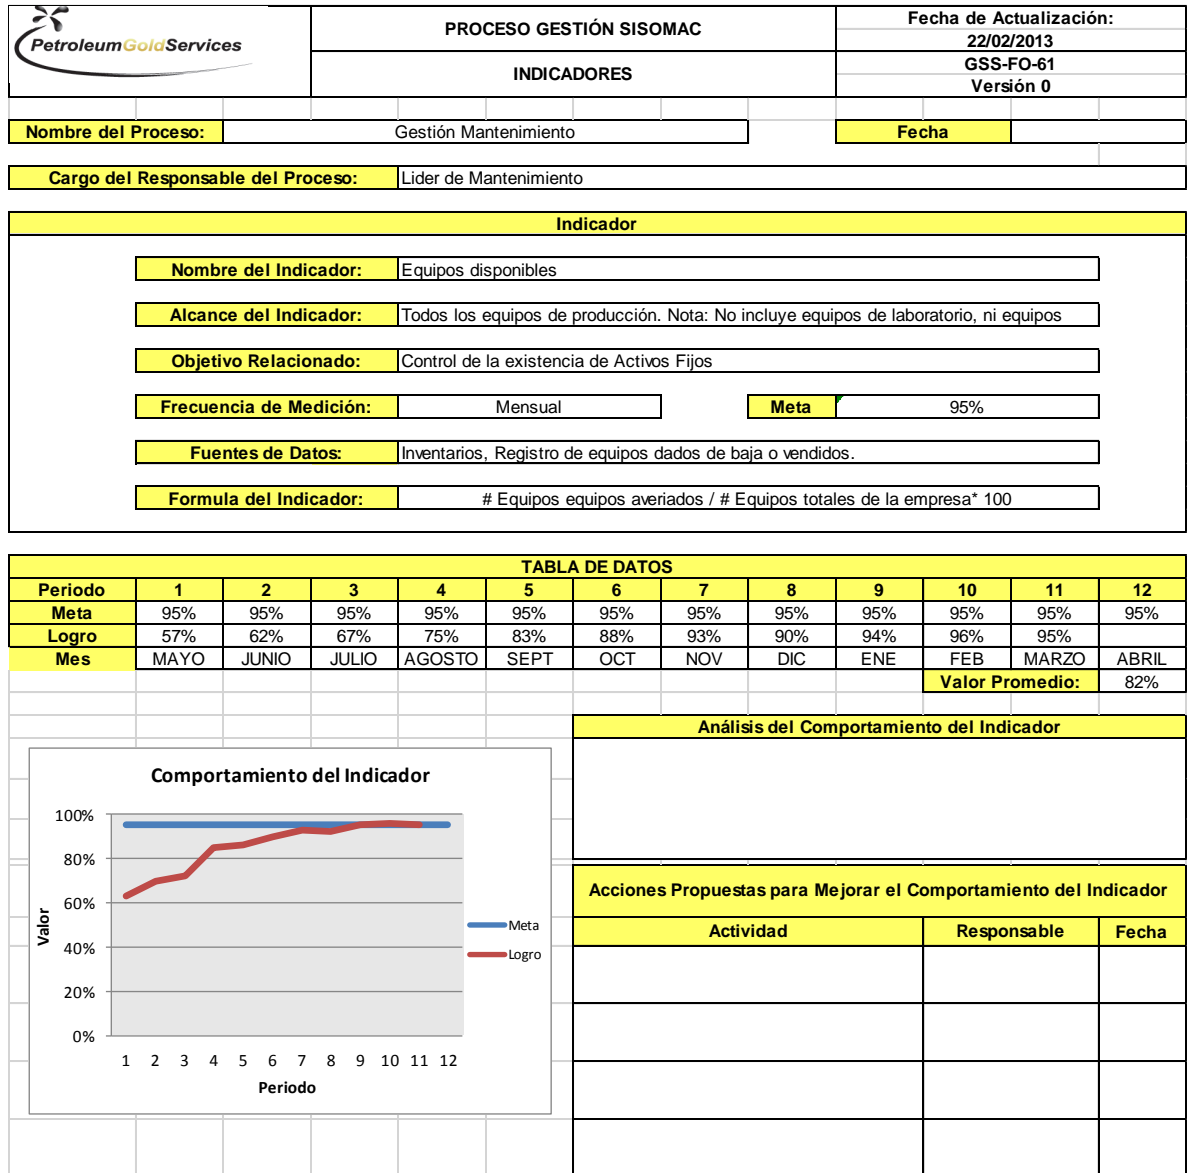 PetroleumGoldServices
PROCESO GESTIÓN SISOMAC
INDICADORES
Fecha de Actualización:
22/02/2013
GSS-FO-61
Versión 0
Nombre del Proceso: Gestión Mantenimiento Fecha
Cargo del Responsable del Proceso: Lider de Mantenimiento
Indicador
Nombre del Indicador: Equipos disponibles
Alcance del Indicador: Todos los equipos de producción. Nota: No incluye equipos de laboratorio, ni equipos
Objetivo Relacionado: Control de la existencia de Activos Fijos
Frecuencia de Medición: Mensual Meta 95%
Fuentes de Datos: Inventarios, Registro de equipos dados de baja o vendidos.
Formula del Indicador: # Equipos equipos averiados / # Equipos totales de la empresa* 100
TABLA DE DATOS
Periodo 1 2 3 4 5 6 7 8 9 10 11 12
Meta 95% 95% 95% 95% 95% 95% 95% 95% 95% 95% 95% 95%
Logro 57% 62% 67% 75% 83% 88% 93% 90% 94% 96% 95%
Mes MAYO JUNIO JULIO AGOSTO SEPT OCT NOV DIC ENE FEB MARZO ABRIL
Valor Promedio: 82%
Análisis del Comportamiento del Indicador
Comportamiento del Indicador
100%
80%
60%
40%
20%
0%
Valor
1 2 3 4 5 6 7 8 9 10 11 12
Periodo
Meta
Logro
Acciones Propuestas para Mejorar el Comportamiento del Indicador
Actividad Responsable Fecha